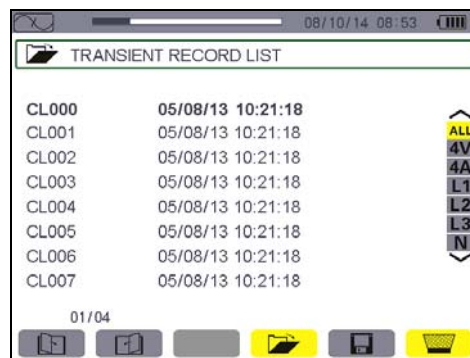 08/10/14 08:53
TRANSIENT RECORD LIST
CL000 05/08/13 10:21:18
CL001 05/08/13 10:21:18
CL002 05/08/13 10:21:18
CL003 05/08/13 10:21:18
CL004 05/08/13 10:21:18
CL005 05/08/13 10:21:18
CL006 05/08/13 10:21:18
CL007 05/08/13 10:21:18
ALL
4V
4A
L1
L2
L3
N
01/04